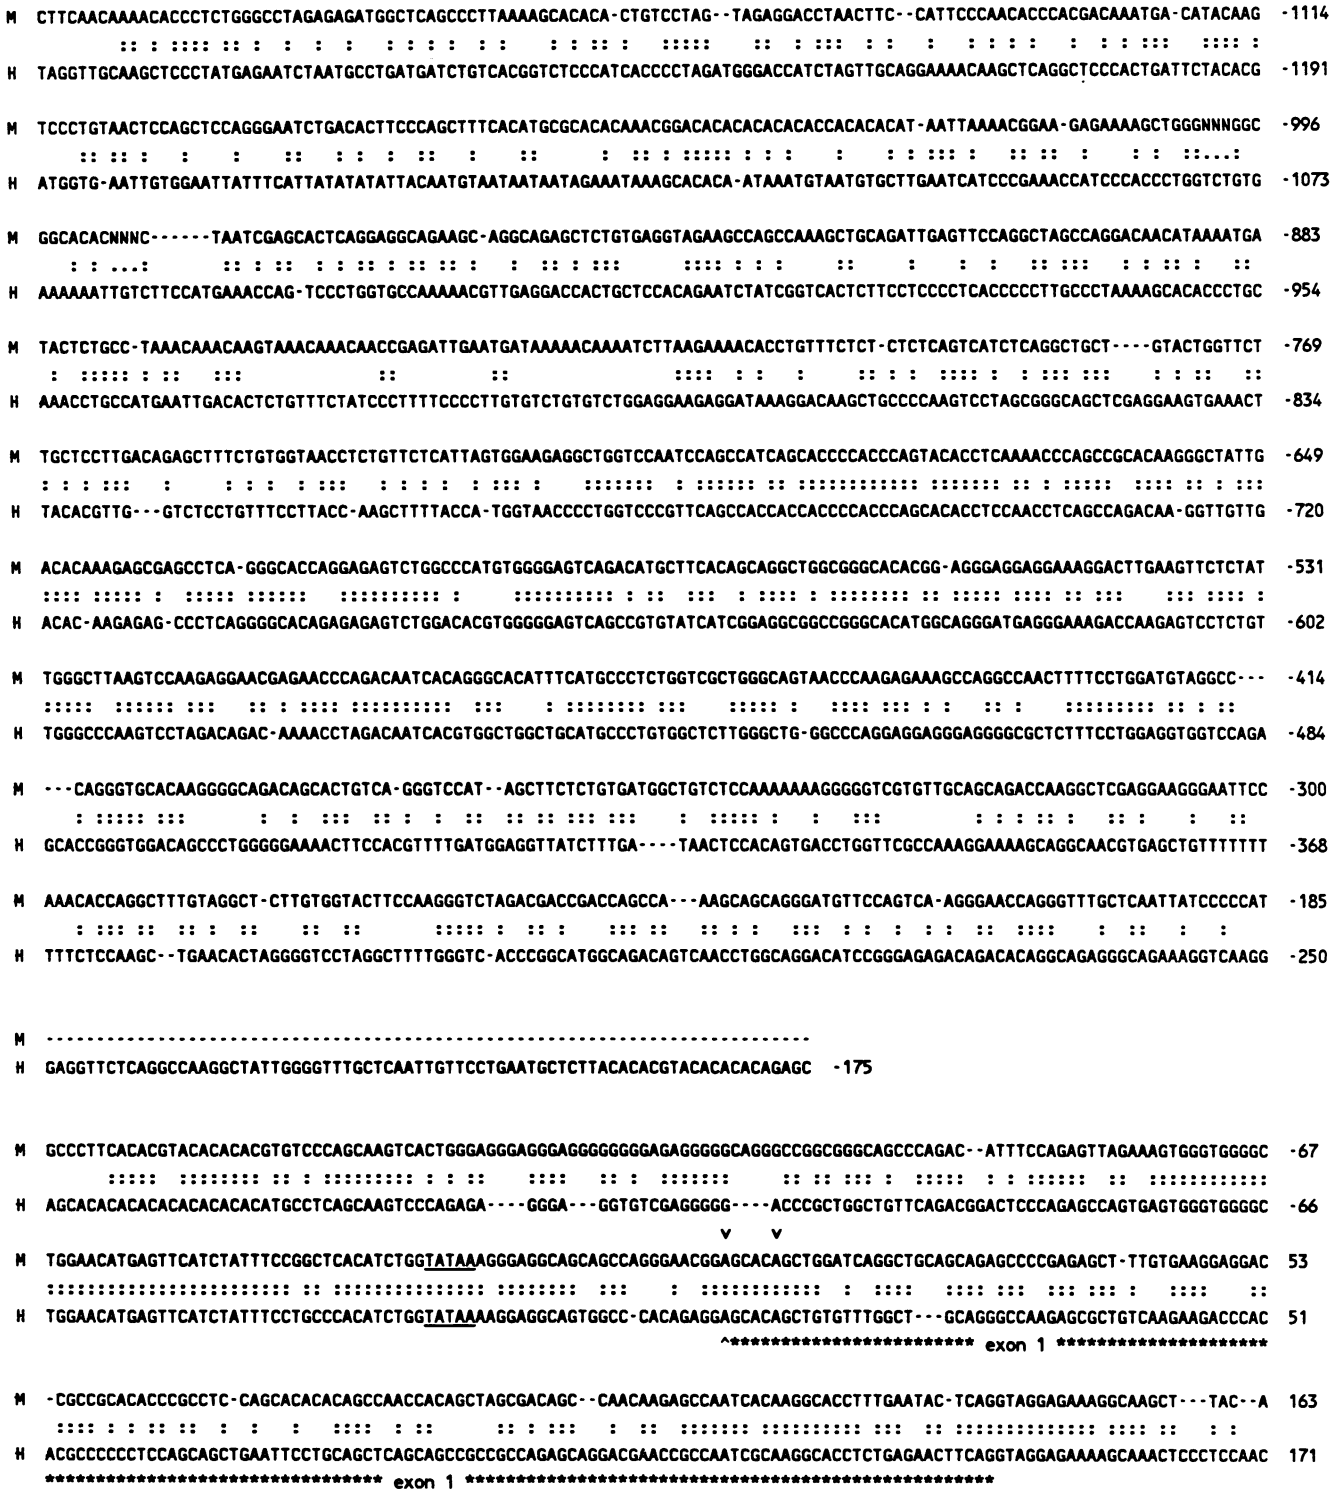 M CTTCAACAAAACACCCTCTGGGCCTAGAGAGATGGCTCAGCCCTTAAAAGCACACA-CTGTCCTAG--TAGAGGACCTAACTTC--CATTCCCAACACCCACGACAAATGA-CATACAAG -1114
H TAGGTTGCAAGCTCCCTATGAGAATCTAATGCCTGATGATCTGTCACGGTCTCCCATCACCCCTAGATGGGACCATCTAGTTGCAGGAAAACAAGCTCAGGCTCCCACTGATTCTACACG -1191
M TCCCTGTAACTCCAGCTCCAGGGAATCTGACACTTCCCAGCTTTCACATGCGCACACAAACGGACACACACACACACCACACACAT-AATTAAAACGGAA-GAGAAAAGCTGGGNNNGGC -996
H ATGGTG-AATTGTGGAATTATTTCATTATATATATTACAATGTAATAATAATAGAAATAAAGCACACA-ATAAATGTAATGTGCTTGAATCATCCCGAAACCATCCCACCCTGGTCTGTG -1073
M GGCACACNNNC------TAATCGAGCACTCAGGAGGCAGAAGC-AGGCAGAGCTCTGTGAGGTAGAAGCCAGCCAAAGCTGCAGATTGAGTTCCAGGCTAGCCAGGACAACATAAAATGA -883
H AAAAAATTGTCTTCCATGAAACCAG-TCCCTGGTGCCAAAAACGTTGAGGACCACTGCTCCACAGAATCTATCGGTCACTCTTCCTCCCCTCACCCCCTTGCCCTAAAAGCACACCCTGC -954
M TACTCTGCC-TAAACAAACAAGTAAACAAACAACCGAGATTGAATGATAAAAACAAAATCTTAAGAAAACACCTGTTTCTCT-CTCTCAGTCATCTCAGGCTGCT----GTACTGGTTCT -769
H AAACCTGCCATGAATTGACACTCTGTTTCTATCCCTTTTCCCCTTGTGTCTGTGTCTGGAGGAAGAGGATAAAGGACAAGCTGCCCCAAGTCCTAGCGGGCAGCTCGAGGAAGTGAAACT -834
M TGCTCCTTGACAGAGCTTTCTGTGGTAACCTCTGTTCTCATTAGTGGAAGAGGCTGGTCCAATCCAGCCATCAGCACCCCACCCAGTACACCTCAAAACCCAGCCGCACAAGGGCTATTG -649
H TACACGTTG---GTCTCCTGTTTCCTTACC-AAGCTTTTACCA-TGGTAACCCCTGGTCCCGTTCAGCCACCACCACCCCACCCAGCACACCTCCAACCTCAGCCAGACAA-GGTTGTTG -720
M ACACAAAGAGCGAGCCTCA-GGGCACCAGGAGAGTCTGGCCCATGTGGGGAGTCAGACATGCTTCACAGCAGGCTGGCGGGCACACGG-AGGGAGGAGGAAAGGACTTGAAGTTCTCTAT -531
H ACAC-AAGAGAG-CCCTCAGGGGCACAGAGAGAGTCTGGACACGTGGGGGAGTCAGCCGTGTATCATCGGAGGCGGCCGGGCACATGGCAGGGATGAGGGAAAGACCAAGAGTCCTCTGT -602
M TGGGCTTAAGTCCAAGAGGAACGAGAACCCAGACAATCACAGGGCACATTTCATGCCCTCTGGTCGCTGGGCAGTAACCCAAGAGAAAGCCAGGCCAACTTTTCCTGGATGTAGGCC--- -414
H TGGGCCCAAGTCCTAGACAGAC-AAAACCTAGACAATCACGTGGCTGGCTGCATGCCCTGTGGCTCTTGGGCTG-GGCCCAGGAGGAGGGAGGGGCGCTCTTTCCTGGAGGTGGTCCAGA -484
M ---CAGGGTGCACAAGGGGCAGACAGCACTGTCA-GGGTCCAT--AGCTTCTCTGTGATGGCTGTCTCCAAAAAAAGGGGGTCGTGTTGCAGCAGACCAAGGCTCGAGGAAGGGAATTCC -300
H GCACCGGGTGGACAGCCCTGGGGGAAAACTTCCACGTTTTGATGGAGGTTATCTTTGA----TAACTCCACAGTGACCTGGTTCGCCAAAGGAAAAGCAGGCAACGTGAGCTGTTTTTTT -368
M AAACACCAGGCTTTGTAGGCT-CTTGTGGTACTTCCAAGGGTCTAGACGACCGACCAGCCA---AAGCAGCAGGGATGTTCCAGTCA-AGGGAACCAGGGTTTGCTCAATTATCCCCCAT -185
H TTTCTCCAAGC--TGAACACTAGGGGTCCTAGGCTTTTGGGTC-ACCCGGCATGGCAGACAGTCAACCTGGCAGGACATCCGGGAGAGACAGACACAGGCAGAGGGCAGAAAGGTCAAGG -250
M ---------------------------------------------------------------------------
H GAGGTTCTCAGGCCAAGGCTATTGGGGTTTGCTCAATTGTTCCTGAATGCTCTTACACACGTACACACACAGAGC -175
M GCCCTTCACACGTACACACACGTGTCCCAGCAAGTCACTGGGAGGGAGGGAGGGGGGGGAGAGGGGGCAGGGCCGGCGGGCAGCCCAGAC--ATTTCCAGAGTTAGAAAGTGGGTGGGGC -67
H AGCACACACACACACACACACATGCCTCAGCAAGTCCCAGAGA----GGGA---GGTGTCGAGGGGG----ACCCGCTGGCTGTTCAGACGGACTCCCAGAGCCAGTGAGTGGGTGGGGC -66
v v
M TGGAACATGAGTTCATCTATTTCCGGCTCACATCTGGTATAAAGGGAGGCAGCAGCCAGGGAACGGAGCACAGCTGGATCAGGCTGCAGCAGAGCCCCGAGAGCT-TTGTGAAGGAGGAC 53
H TGGAACATGAGTTCATCTATTTCCTGCCCACATCTGGTATAAAAGGAGGCAGTGGCCC-CACAGAGGAGCACAGCTGTGTTTGGCT---GCAGGGCCAAGAGCGCTGTCAAGAAGACCCAC 51
^************************ exon 1 *********************
M -CGCCGCACACCCGCCTC-CAGCACACACAGCCAACCACAGCTAGCGACAGC--CAACAAGAGCCAATCACAAGGCACCTTTGAATAC-TCAGGTAGGAGAAAGGCAAGCT---TAC--A 163
H ACGCCCCCCTCCAGCAGCTGAATTCCTGCAGCTCAGCAGCCGCCGCCAGAGCAGGACGAACCGCCAATCGCAAGGCACCTCTGAGAACTTCAGGTAGGAGAAAAGCAAACTCCCTCCAAC 171
********************************* exon 1 ****************************************************